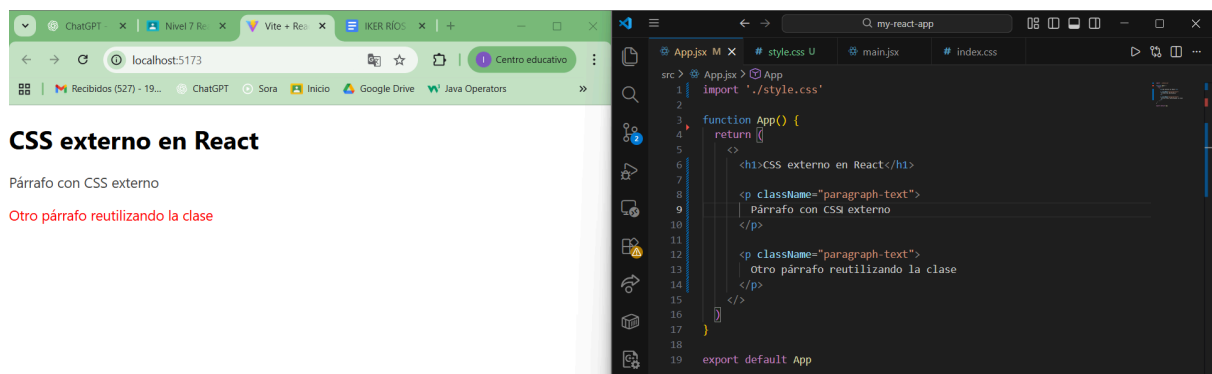 ChatGPT -
Nivel 7 Re
Vite + Rea
IKER RÍOS
localhost:5173
Centro educativo
Recibidos (527) - 19...
ChatGPT
Sora
Inicio
Google Drive
Java Operators
»
CSS externo en React
Párrafo con CSS externo
Otro párrafo reutilizando la clase
my-react-app
App.jsx M
# style.css U
main.jsx
# index.css
src > App.jsx > App
1 import './style.css'
2
3 function App() {
4 return (
5 <>
6 <h1>CSS externo en React</h1>
7
8 <p className="paragraph-text">
9 Párrafo con CSS externo
10 </p>
11
12 <p className="paragraph-text">
13 Otro párrafo reutilizando la clase
14 </p>
15 </>
16 )
17 }
18
19 export default App
2